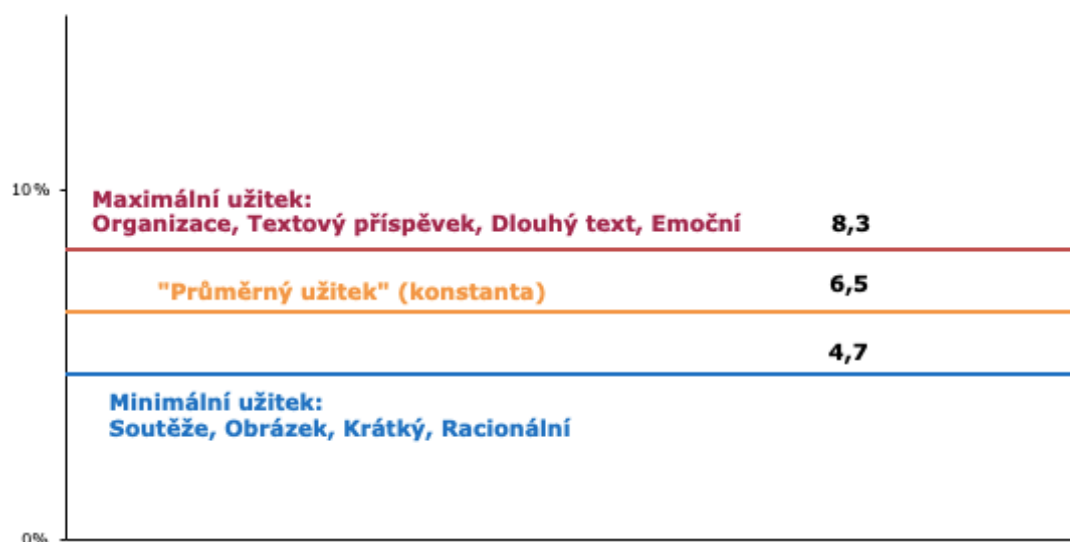 10%
Maximální užitek:
Organizace, Textový příspěvek, Dlouhý text, Emoční
8,3
"Průměrný užitek" (konstanta)
6,5
4,7
Minimální užitek:
Soutěže, Obrázek, Krátký, Racionální
0%